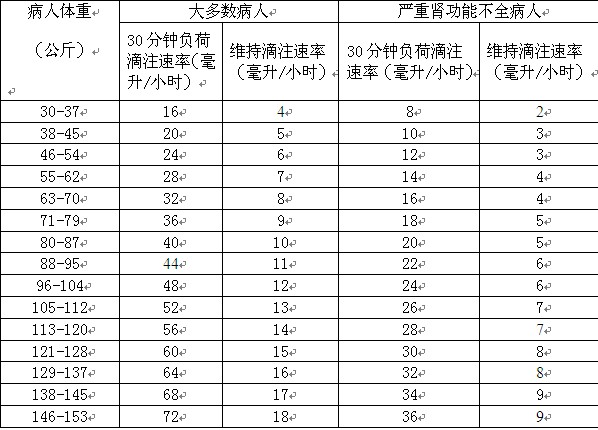 病人体重 大多数病人 严重肾功能不全病人
（公斤） 30分钟负荷滴注速率(毫升/小时) 维持滴注速率（毫升/小时） 30分钟负荷滴注速率（毫升/小时） 维持滴注速率（毫升/小时）
30-37 16 4 8 2
38-45 20 5 10 3
46-54 24 6 12 3
55-62 28 7 14 4
63-70 32 8 16 4
71-79 36 9 18 5
80-87 40 10 20 5
88-95 44 11 22 6
96-104 48 12 24 6
105-112 52 13 26 7
113-120 56 14 28 7
121-128 60 15 30 8
129-137 64 16 32 8
138-145 68 17 34 9
146-153 72 18 36 9